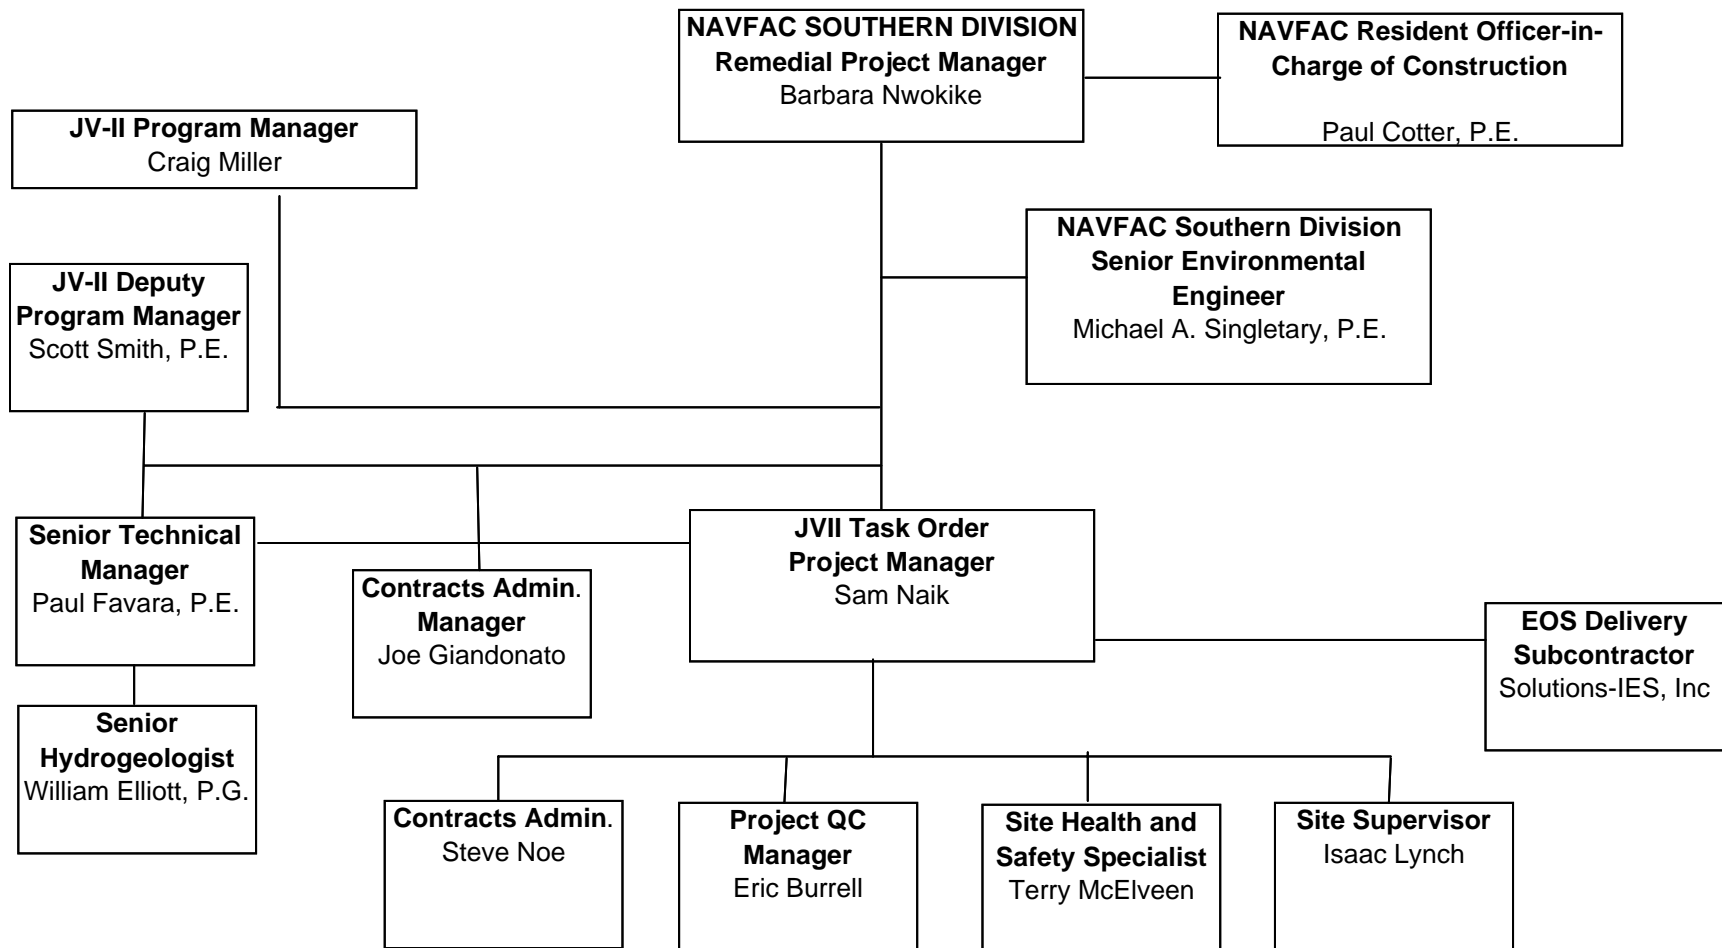 NAVFAC SOUTHERN DIVISION
Remedial Project Manager
Barbara Nwokike
NAVFAC Resident Officer-in-
Charge of Construction
Paul Cotter, P.E.
JV-II Program Manager
Craig Miller
NAVFAC Southern Division
Senior Environmental
Engineer
Michael A. Singletary, P.E.
JV-II Deputy
Program Manager
Scott Smith, P.E.
Senior Technical
Manager
Paul Favara, P.E.
Contracts Admin.
Manager
Joe Giandonato
JVII Task Order
Project Manager
Sam Naik
EOS Delivery
Subcontractor
Solutions-IES, Inc
Senior
Hydrogeologist
William Elliott, P.G.
Contracts Admin.
Steve Noe
Project QC
Manager
Eric Burrell
Site Health and
Safety Specialist
Terry McElveen
Site Supervisor
Isaac Lynch